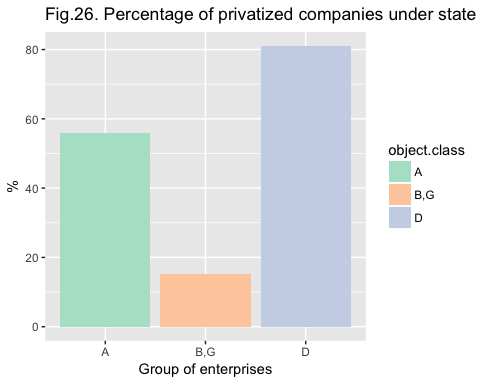 Fig.26. Percentage of privatized companies under state
80
60
40
20
0
%
A
B,G
D
Group of enterprises
object.class
A
B,G
D